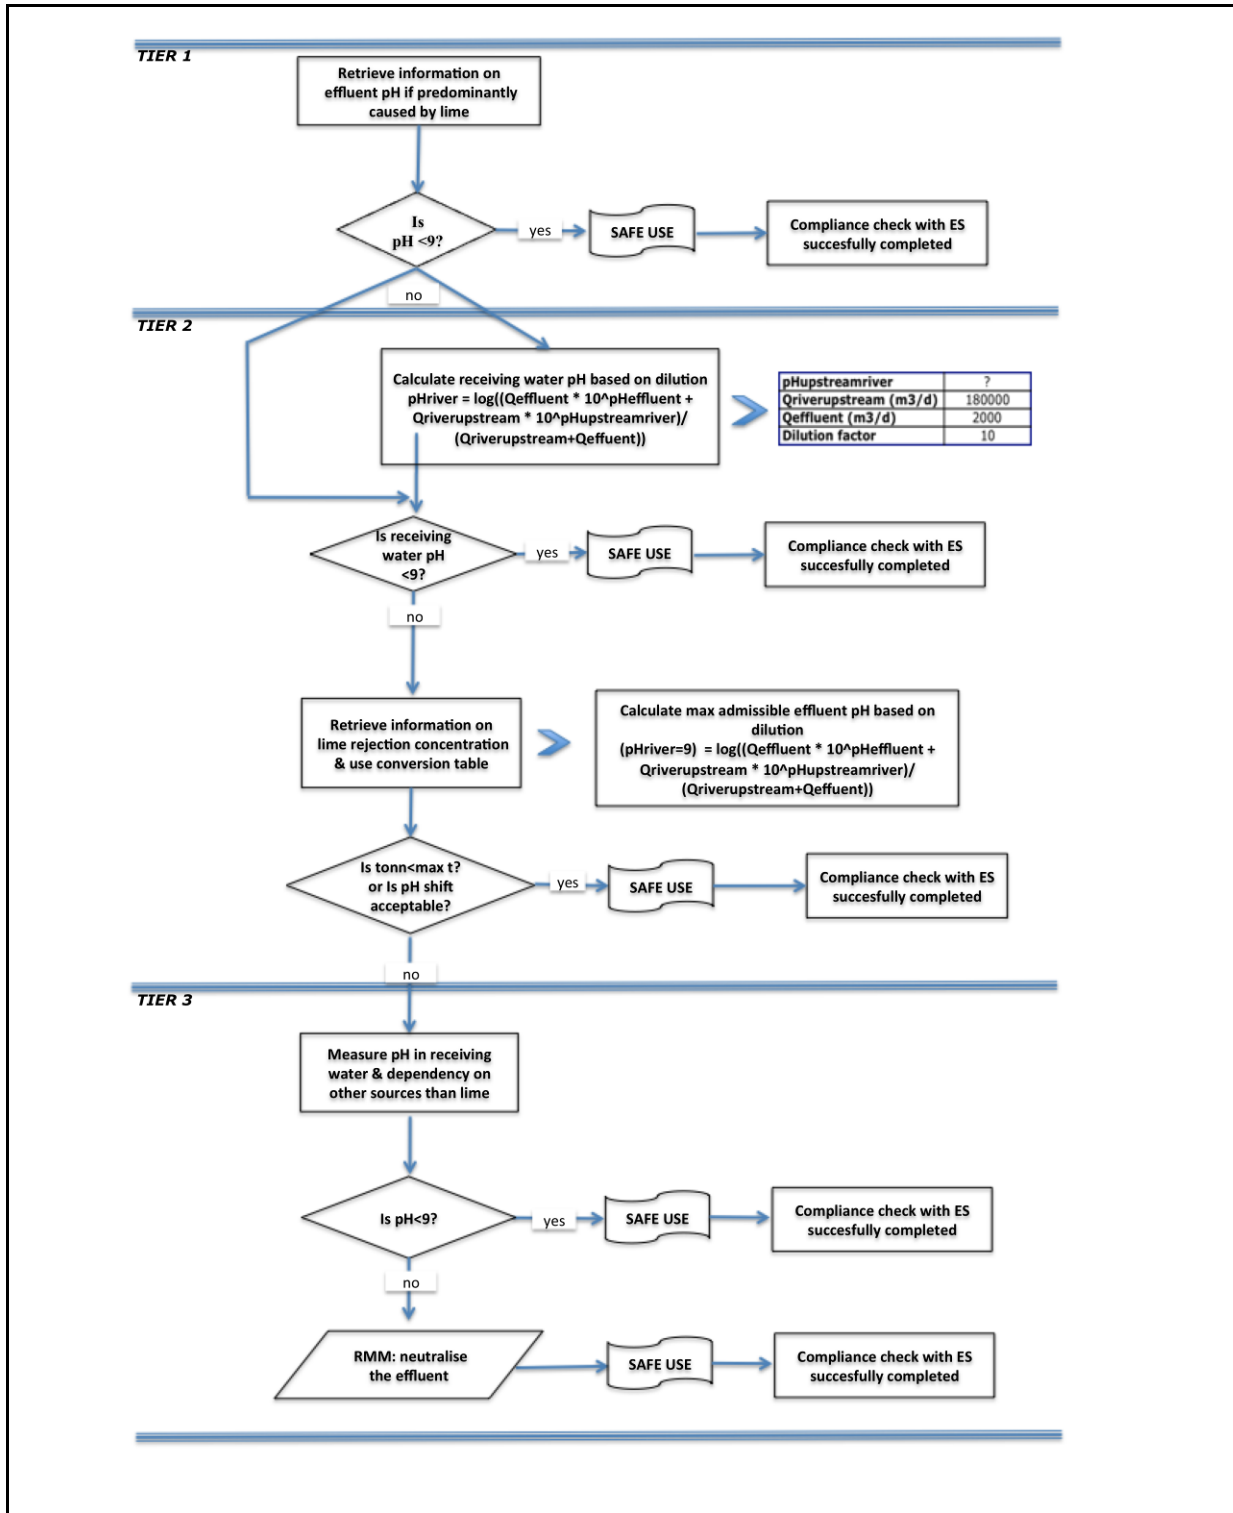 TIER 1
Retrieve information on
effluent pH if predominantly
caused by lime
Is
pH <9?
yes
SAFE USE
Compliance check with ES
succesfully completed
no
TIER 2
Calculate receiving water pH based on dilution
pHriver = log((Qeffluent * 10^pHeffluent +
Qriverupstream * 10^pHupstreamriver)/
(Qriverupstream+Qeffuent))
pHupstreamriver ?
Qriverupstream (m3/d) 180000
Qeffluent (m3/d) 2000
Dilution factor 10
Is receiving
water pH
<9?
yes
SAFE USE
Compliance check with ES
succesfully completed
no
Retrieve information on
lime rejection concentration
& use conversion table
Calculate max admissible effluent pH based on
dilution
(pHriver=9) = log((Qeffluent * 10^pHeffluent +
Qriverupstream * 10^pHupstreamriver)/
(Qriverupstream+Qeffuent))
Is tonn<max t?
or Is pH shift
acceptable?
yes
SAFE USE
Compliance check with ES
succesfully completed
no
TIER 3
Measure pH in receiving
water & dependency on
other sources than lime
Is pH<9?
yes
SAFE USE
Compliance check with ES
succesfully completed
no
RMM: neutralise
the effluent
SAFE USE
Compliance check with ES
succesfully completed